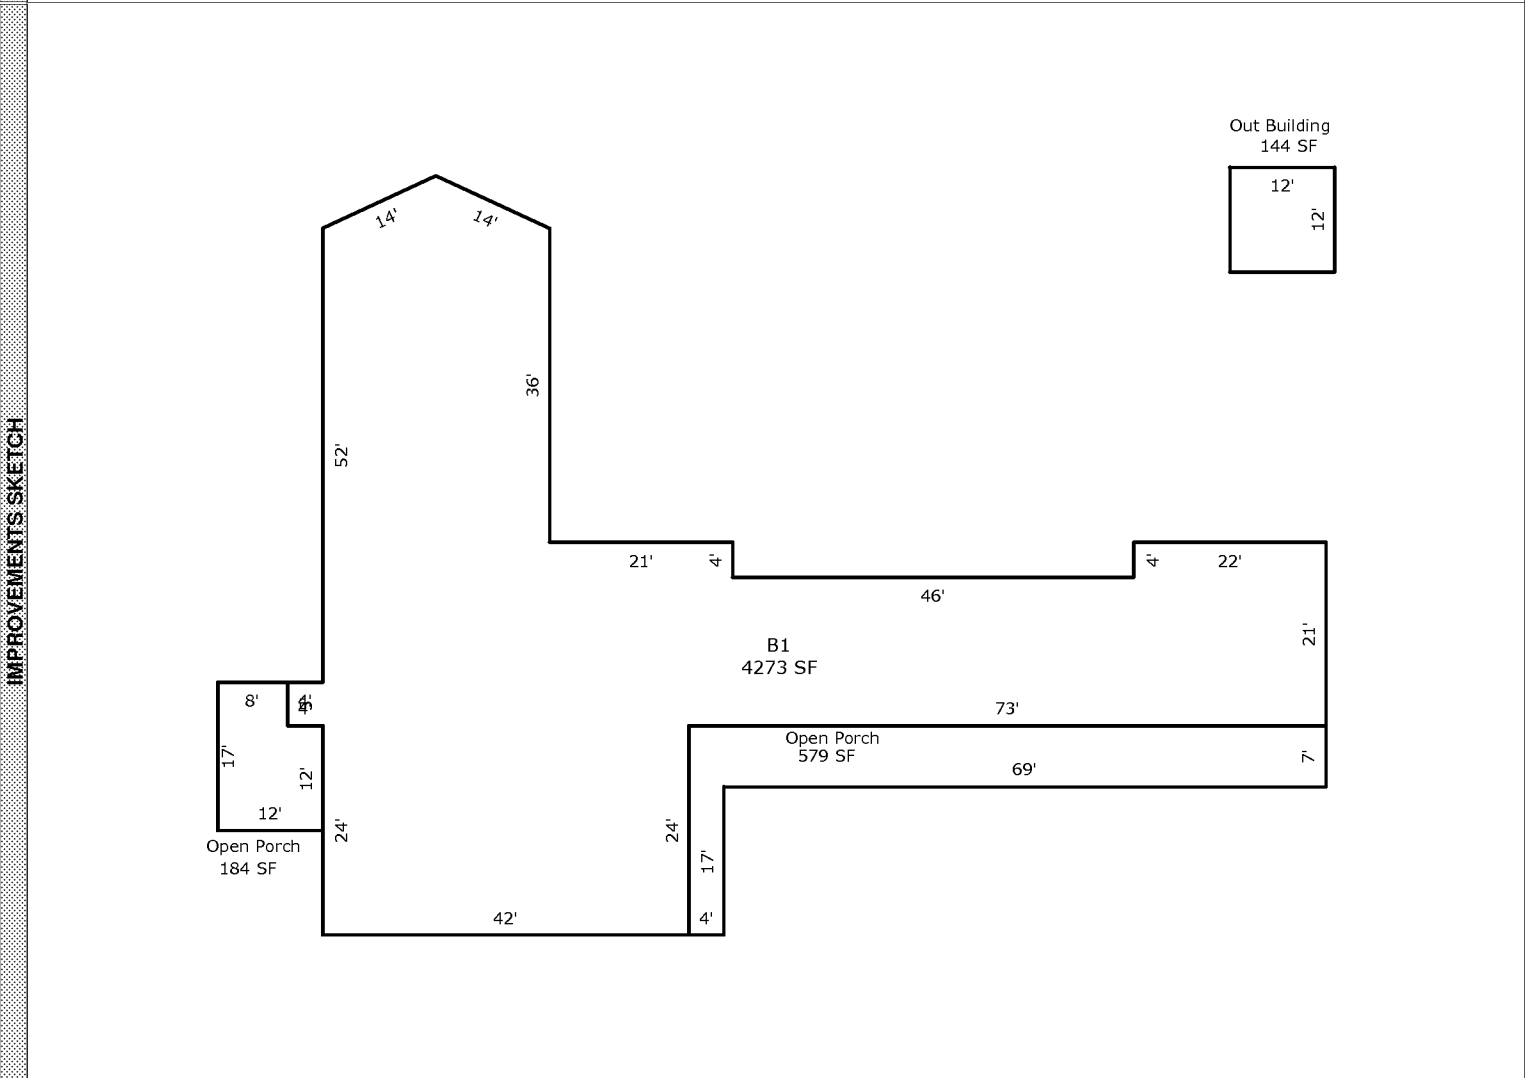 IMPROVEMENTS SKETCH
Out Building
144 SF
12'
12'
14'
14'
36'
52'
21'
4'
4'
22'
46'
21'
B1
4273 SF
8'
4'
73'
Open Porch
579 SF
7'
17'
12'
69'
12'
24'
24'
17'
Open Porch
184 SF
42'
4'